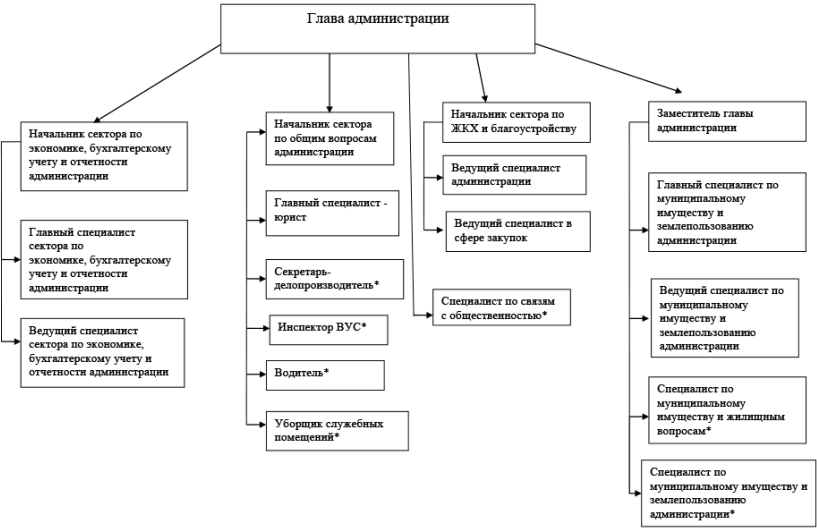 Глава администрации
Начальник сектора по
экономике, бухгалтерскому
учету и отчетности
администрации
Главный специалист
сектора по
экономике, бухгалтерскому
учету и отчетности
администрации
Ведущий специалист
сектора по экономике,
бухгалтерскому учету и
отчетности администрации
Начальник сектора
по общим вопросам
администрации
Главный специалист -
юрист
Секретарь-
делопроизводитель*
Инспектор ВУС*
Водитель*
Уборщик служебных
помещений*
Начальник сектора по
ЖКХ и благоустройству
Ведущий специалист
администрации
Ведущий специалист в
сфере закупок
Специалист по связям
с общественностью*
Заместитель главы
администрации
Главный специалист по
муниципальному
имуществу и
землепользованию
администрации
Ведущий специалист по
муниципальному
имуществу и
землепользованию
администрации
Специалист по
муниципальному
имуществу и жилищным
вопросам*
Специалист по
муниципальному имуществу и
землепользованию
администрации*